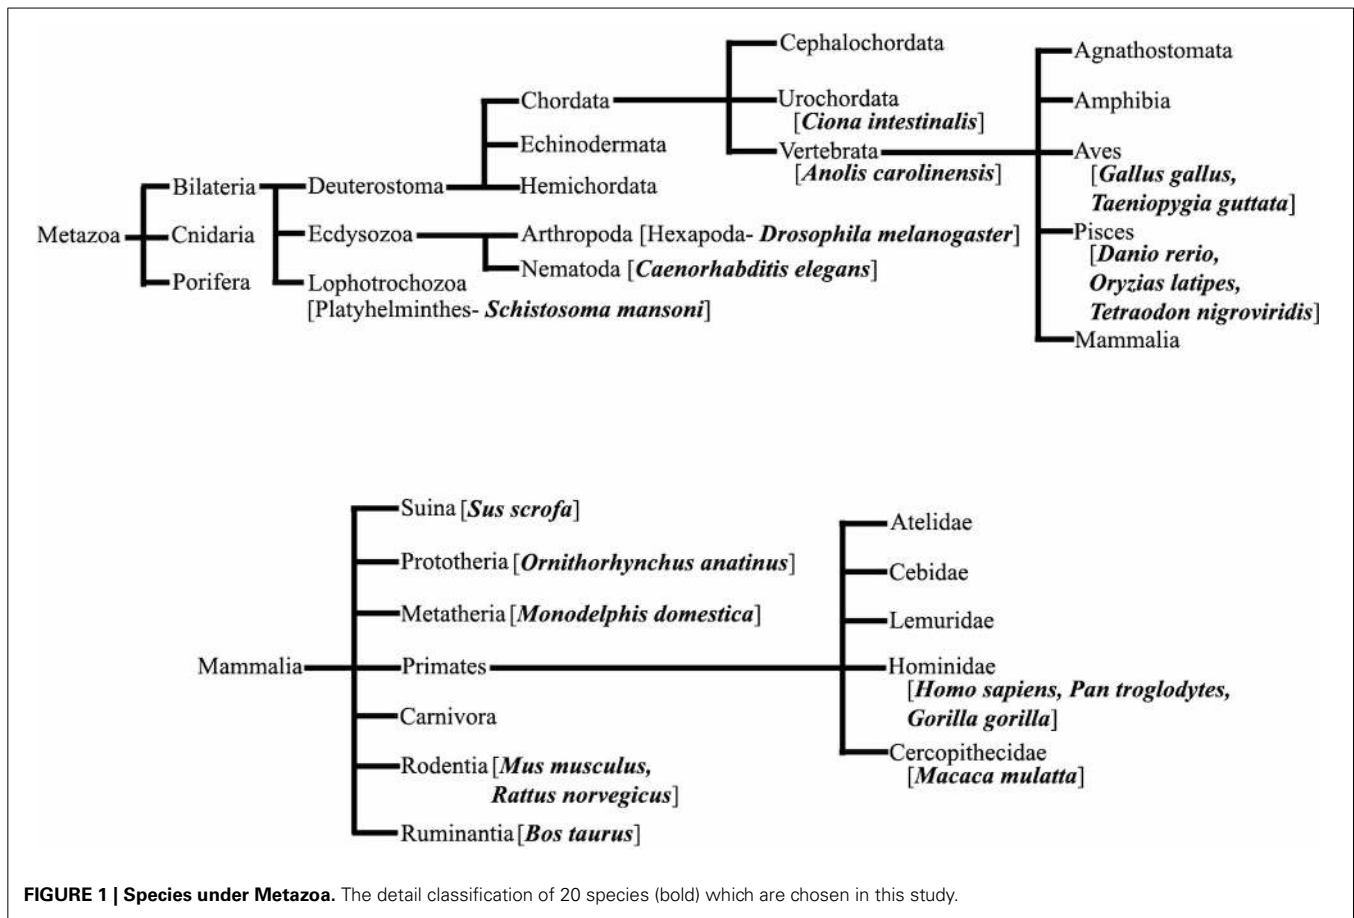 Metazoa
Bilateria
Cnidaria
Porifera
Deuterostoma
Ecdysozoa
Lophotrochozoa
[Platyhelminthes- Schistosoma mansoni]
Chordata
Echinodermata
Hemichordata
Arthropoda [Hexapoda- Drosophila melanogaster]
Nematoda [Caenorhabditis elegans]
Cephalochordata
Urochordata
[Ciona intestinalis]
Vertebrata
[Anolis carolinensis]
Agnathostomata
Amphibia
Aves
[Gallus gallus,
Taeniopygia guttata]
Pisces
[Danio rerio,
Oryzias latipes,
Tetraodon nigroviridis]
Mammalia
Mammalia
Suina [Sus scrofa]
Prototheria [Ornithorhynchus anatinus]
Metatheria [Monodelphis domestica]
Primates
Carnivora
Rodentia [Mus musculus,
Rattus norvegicus]
Ruminantia [Bos taurus]
Atelidae
Cebidae
Lemuridae
Hominidae
[Homo sapiens, Pan troglodytes,
Gorilla gorilla]
Cercopithecidae
[Macaca mulatta]
FIGURE 1 | Species under Metazoa. The detail classification of 20 species (bold) which are chosen in this study.